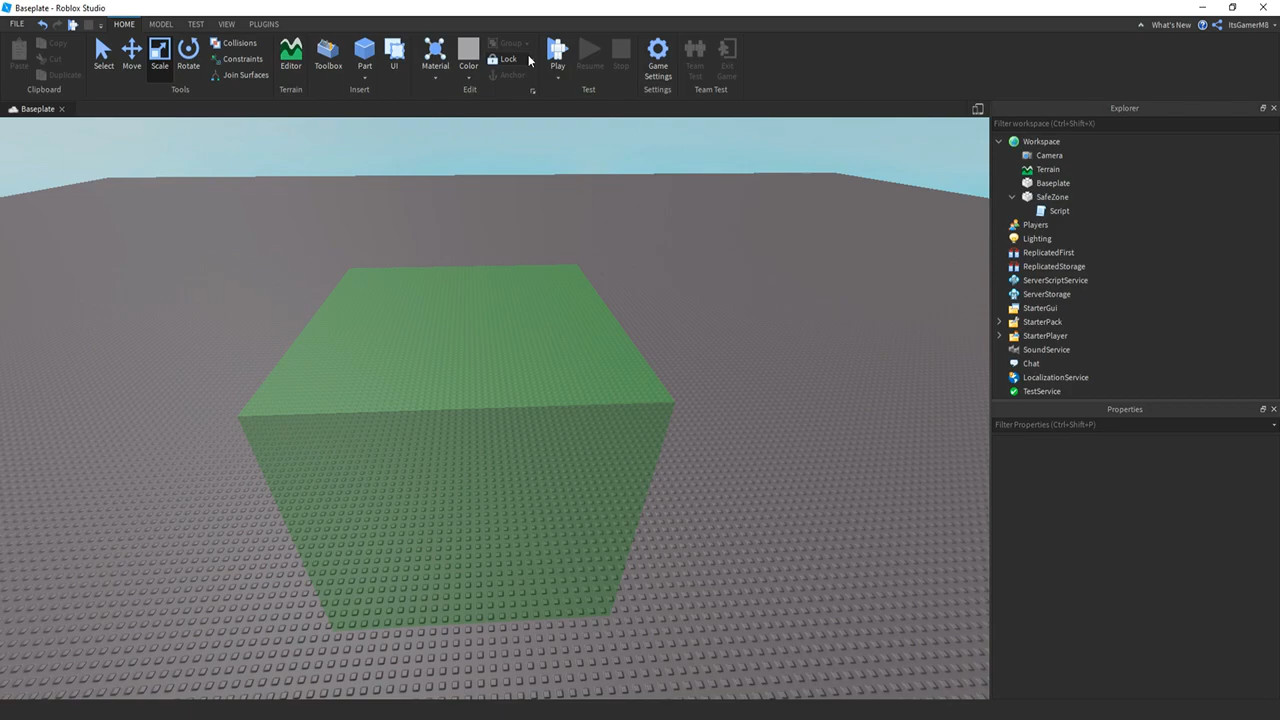 Baseplate - Roblox Studio
FILE HOME MODEL TEST VIEW PLUGINS What's New ItsGamerM8
Paste Copy Cut Duplicate
Clipboard
Select Move Scale Rotate Collisions Constraints Join Surfaces
Tools
Editor
Terrain
Toolbox Part UI
Insert
Material Color Group Lock Anchor
Edit
Play Resume Stop
Test
Game Settings
Settings
Team Test Exit Game
Team Test
Baseplate
Explorer
Filter workspace (Ctrl+Shift+X)
Workspace
Camera
Terrain
Baseplate
SafeZone
Script
Players
Lighting
ReplicatedFirst
ReplicatedStorage
ServerScriptService
ServerStorage
StarterGui
StarterPack
StarterPlayer
SoundService
Chat
LocalizationService
TestService
Properties
Filter Properties (Ctrl+Shift+P)